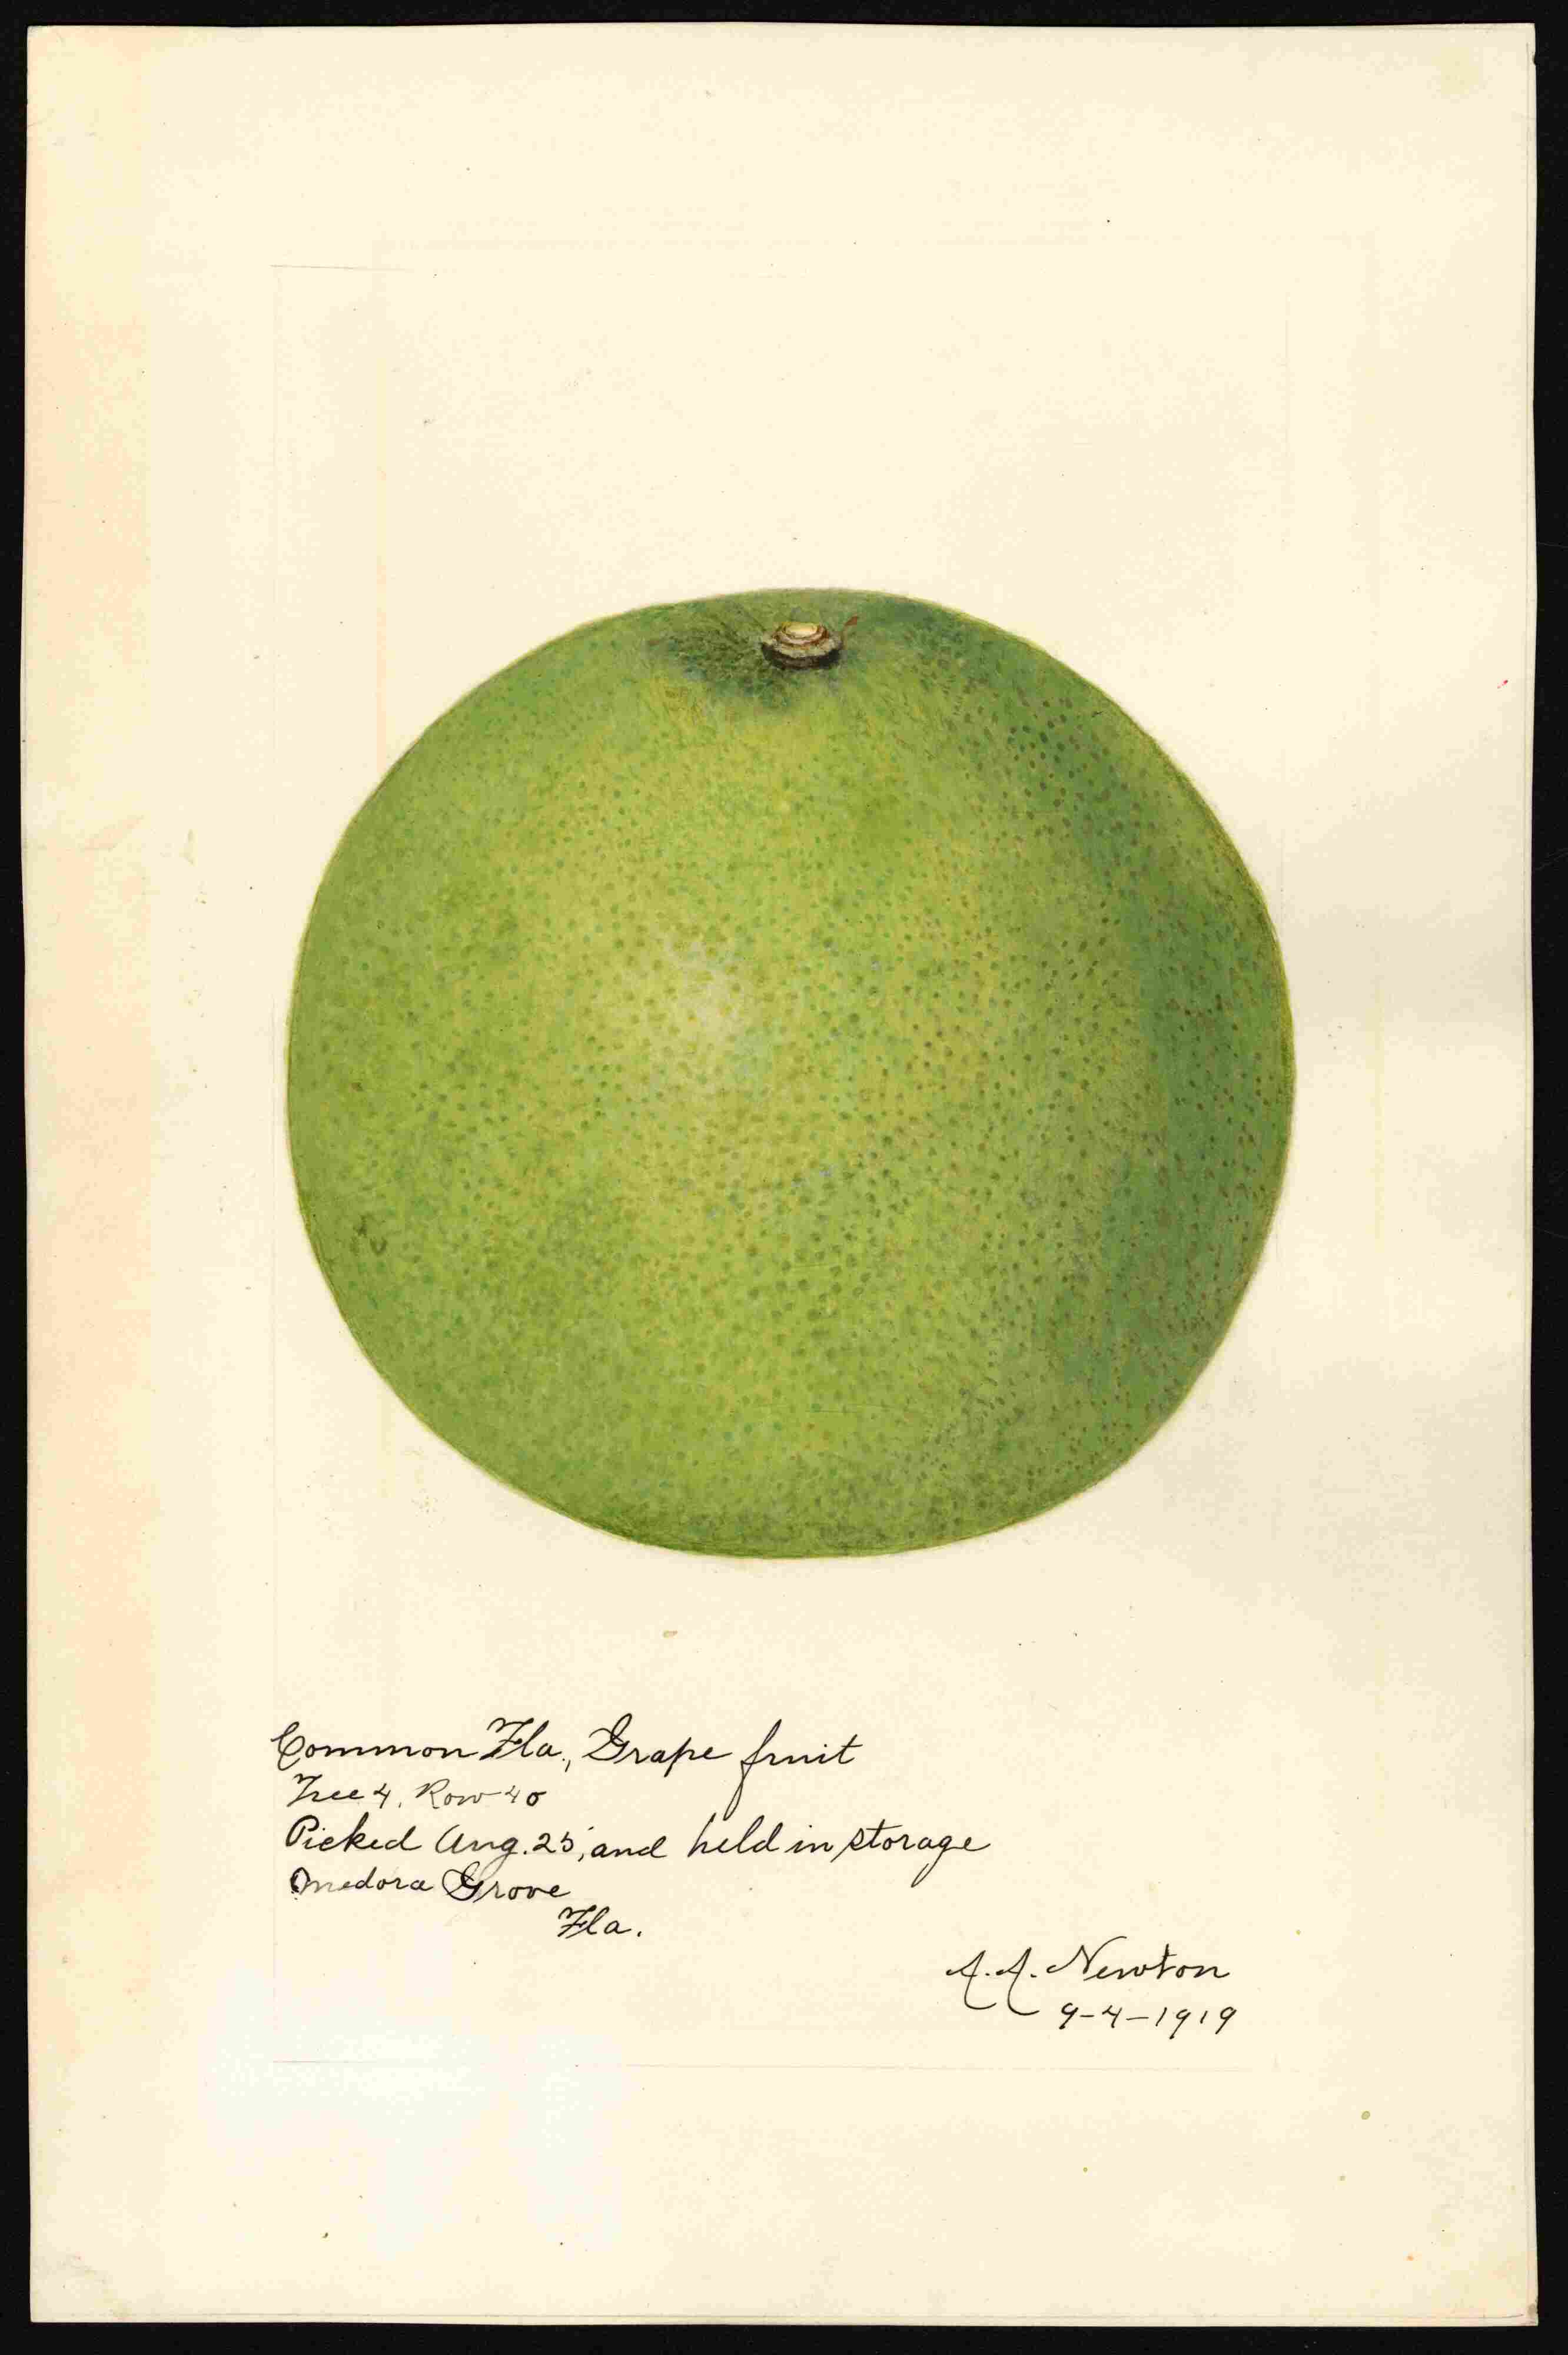 Common Fla., Grape fruit
Tree 4, Row 40
Picked Aug. 25, and held in storage
Omedora Grove
Fla.
A.A. Newton
9-4-1919